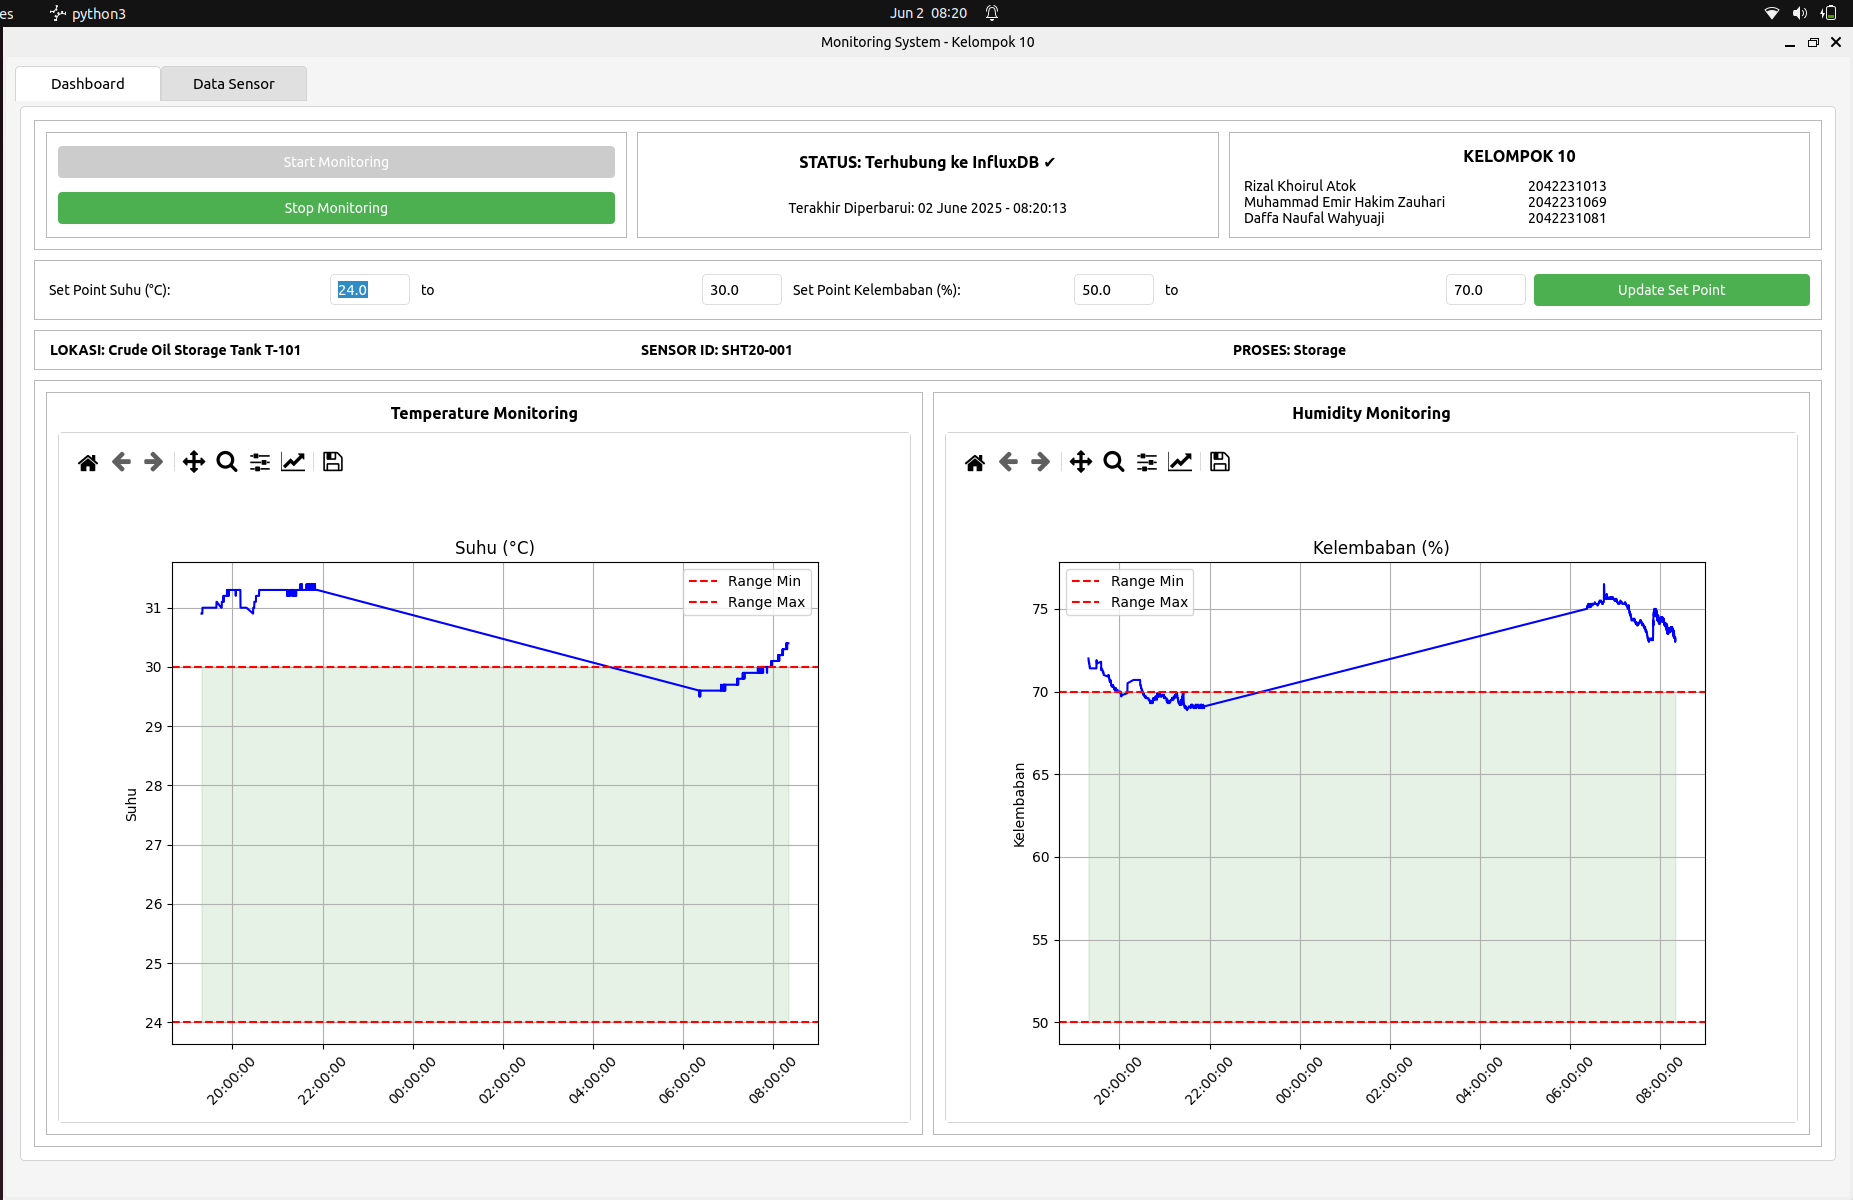 es python3 Jun 2 08:20
Monitoring System - Kelompok 10
Dashboard Data Sensor
Start Monitoring
Stop Monitoring
STATUS: Terhubung ke InfluxDB ✔
Terakhir Diperbarui: 02 June 2025 - 08:20:13
KELOMPOK 10
Rizal Khoirul Atok 2042231013
Muhammad Emir Hakim Zauhari 2042231069
Daffa Naufal Wahyuaji 2042231081
Set Point Suhu (°C): 24.0 to 30.0 Set Point Kelembaban (%): 50.0 to 70.0 Update Set Point
LOKASI: Crude Oil Storage Tank T-101 SENSOR ID: SHT20-001 PROSES: Storage
Temperature Monitoring
Suhu (°C)
Range Min
Range Max
31
30
29
28
27
26
25
24
Suhu
20:00:00 22:00:00 00:00:00 02:00:00 04:00:00 06:00:00 08:00:00
Humidity Monitoring
Kelembaban (%)
Range Min
Range Max
75
70
65
60
55
50
Kelembaban
20:00:00 22:00:00 00:00:00 02:00:00 04:00:00 06:00:00 08:00:00